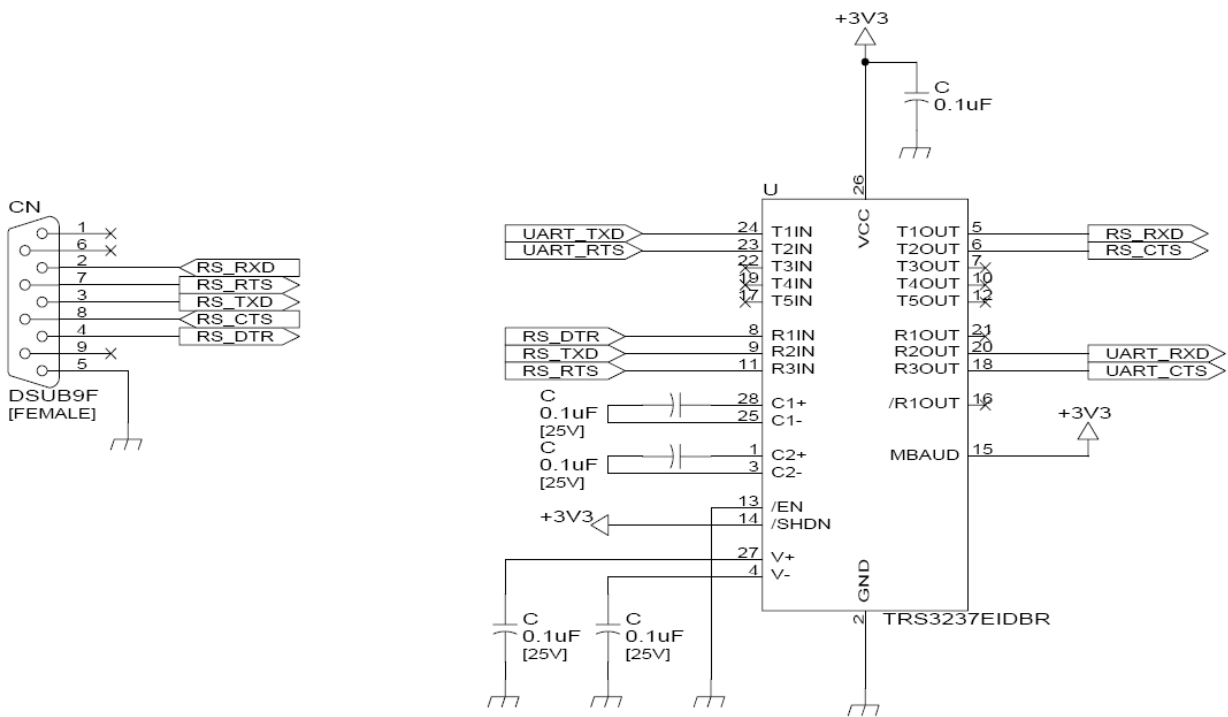 +3V3
C
0.1uF
CN
1
6
2 RS_RXD
7 RS_RTS
3 RS_TXD
8 RS_CTS
4 RS_DTR
9
5
DSUB9F
[FEMALE]
U
26
VCC
UART_TXD 24 T1IN T1OUT 5 RS_RXD
UART_RTS 23 T2IN T2OUT 6 RS_CTS
22 T3IN T3OUT 7
19 T4IN T4OUT 10
17 T5IN T5OUT 12
RS_DTR 8 R1IN R1OUT 21
RS_TXD 9 R2IN R2OUT 20 UART_RXD
RS_RTS 11 R3IN R3OUT 18 UART_CTS
C
0.1uF
[25V]
28 C1+ /R1OUT 16
25 C1-
+3V3
C
0.1uF
[25V]
1 C2+ MBAUD 15
3 C2-
13 /EN
+3V3 14 /SHDN
27 V+
4 V-
GND
2
TRS3237EIDBR
C
0.1uF
[25V]
C
0.1uF
[25V]